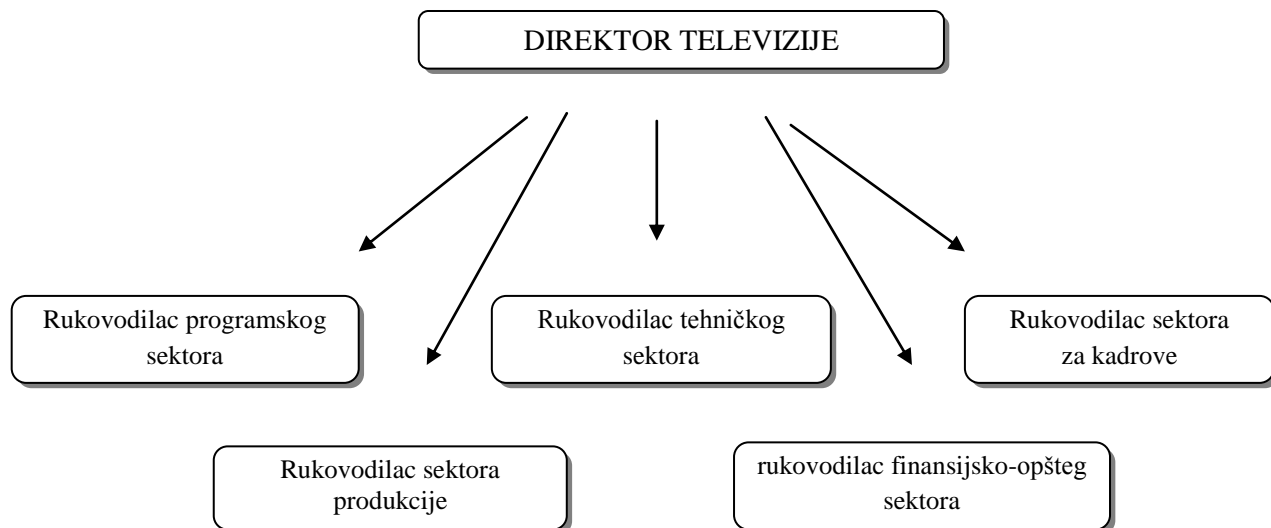 DIREKTOR TELEVIZIJE
Rukovodilac programskog
sektora
Rukovodilac tehničkog
sektora
Rukovodilac sektora
za kadrove
Rukovodilac sektora
produkcije
rukovodilac finansijsko-opšteg
sektora